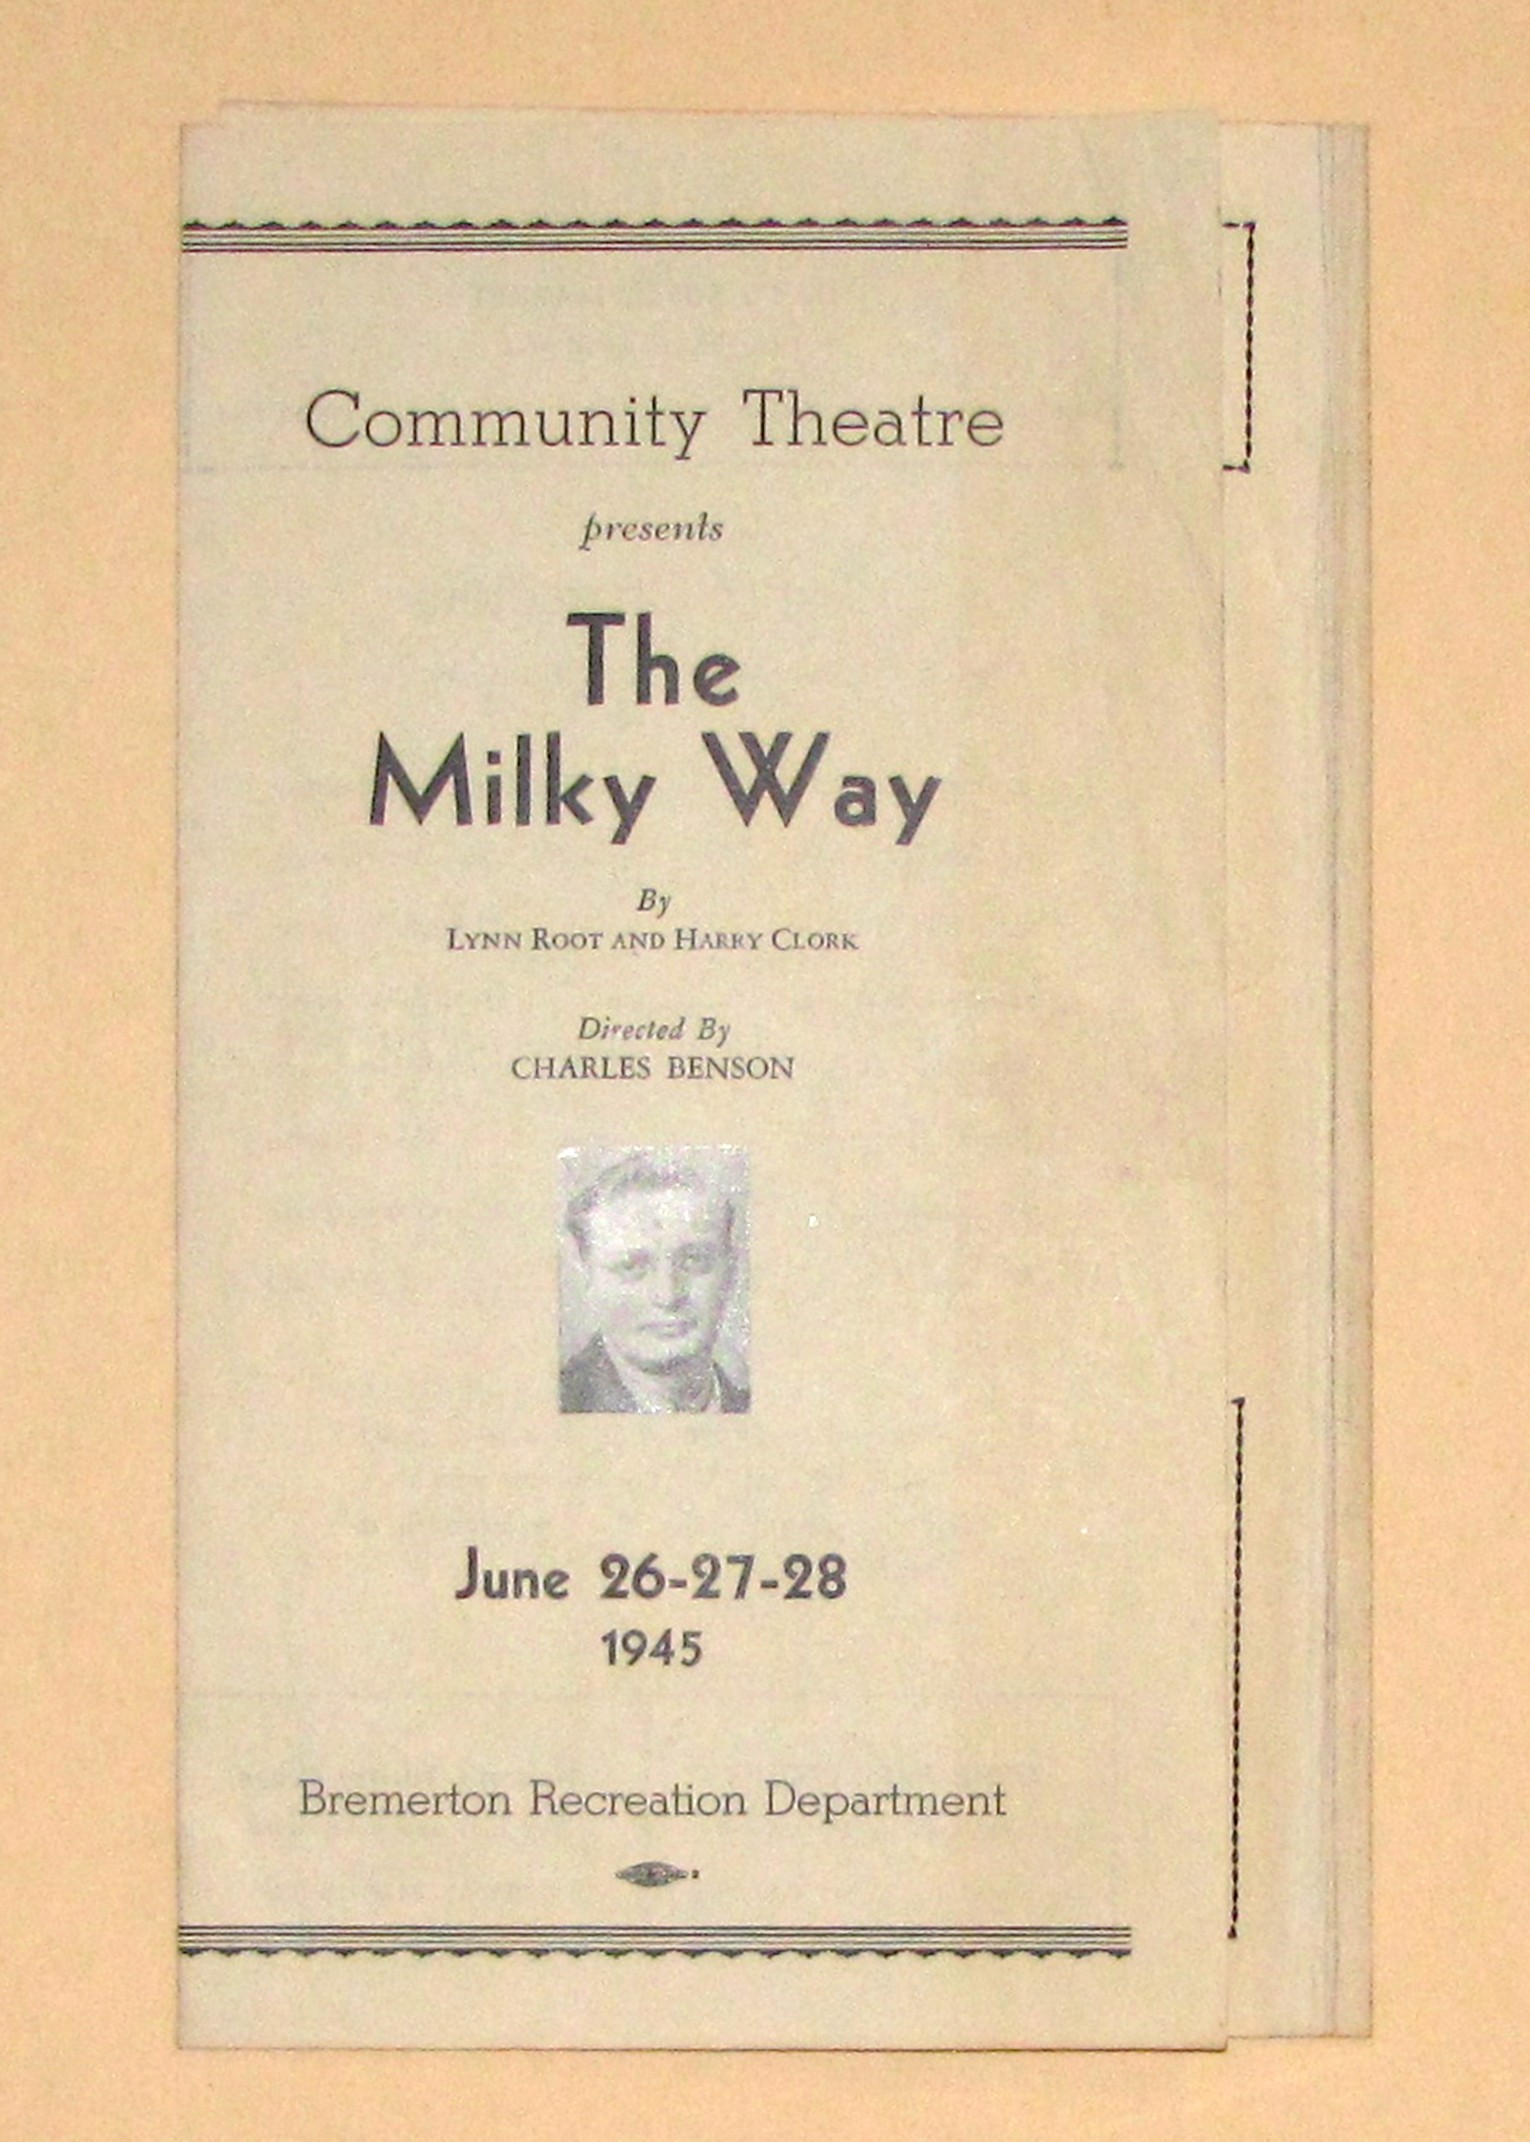 Community Theatre
presents
The
Milky Way
By
LYNN ROOT AND HARRY CLORK
Directed By
CHARLES BENSON
June 26-27-28
1945
Bremerton Recreation Department